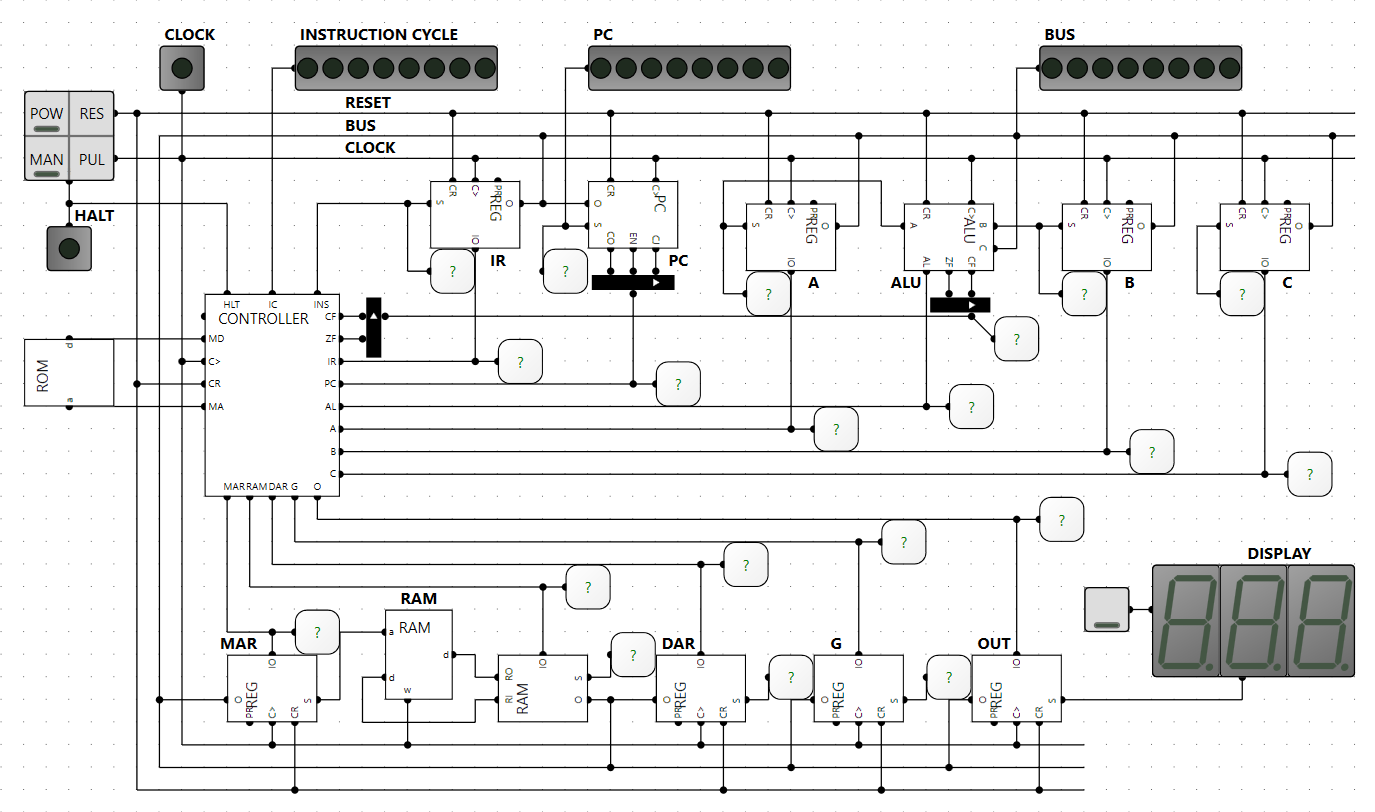 CLOCK
INSTRUCTION CYCLE
PC
BUS
POW RES
MAN PUL
RESET
BUS
CLOCK
HALT
CR C> PR REG S O IO
IR
?
CR C> PC O S CO EN CJ
PC
?
CR C> PR REG S O IO
A
?
CR C> ALU A B C AL ZF CF
ALU
?
CR C> PR REG S O IO
B
?
CR C> PR REG S O IO
C
?
HLT IC INS
CONTROLLER
CF
MD ZF
C> IR
CR PC
MA AL
A
B
C
MAR RAM DAR G O
ROM d a
?
?
?
?
?
?
?
?
?
?
DISPLAY
RAM
MAR
?
IO O REG S PR C> CR
a RAM d d w
IO RO RI RAM S O
?
DAR
IO O REG S PR C> CR
?
G
IO O REG S PR C> CR
?
OUT
IO O REG S PR C> CR